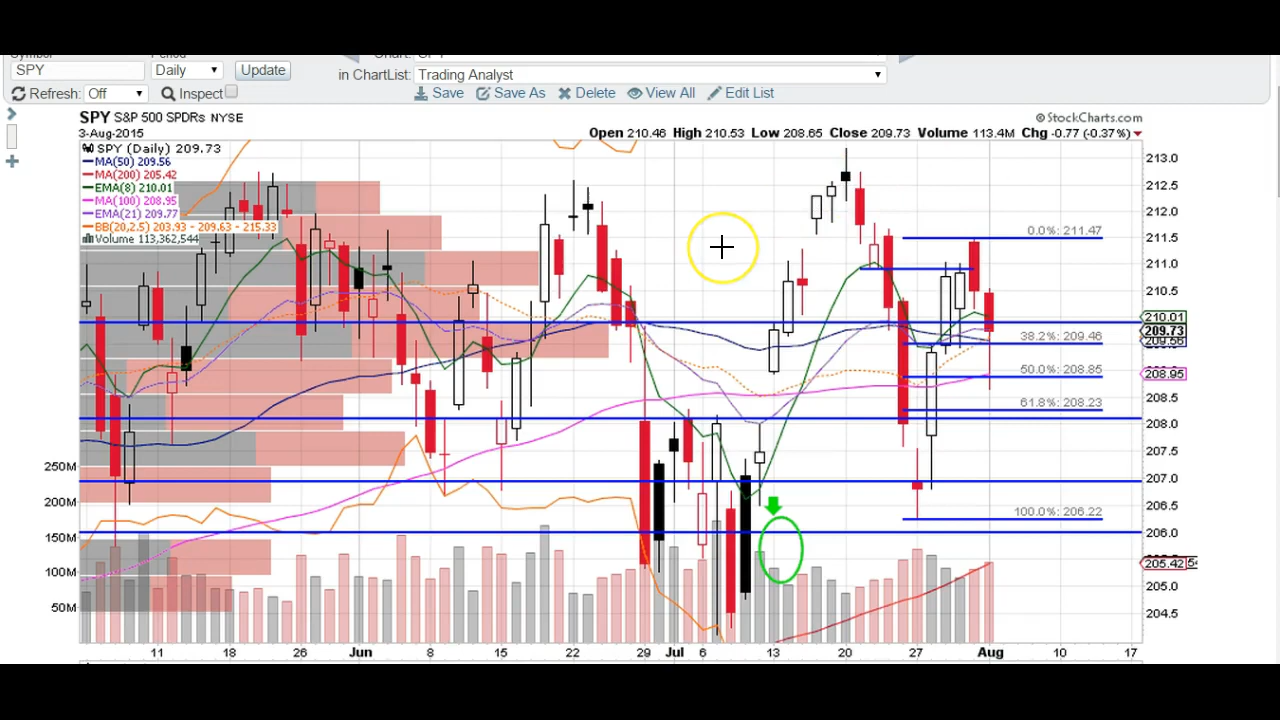 SPY Daily Update in ChartList: Trading Analyst
Refresh: Off Inspect Save Save As Delete View All Edit List
SPY S&P 500 SPDRs NYSE © StockCharts.com
3-Aug-2015 Open 210.46 High 210.53 Low 208.65 Close 209.73 Volume 113.4M Chg -0.77 (-0.37%)
SPY (Daily) 209.73
MA(50) 209.56
MA(200) 205.42
EMA(8) 210.01
MA(100) 208.95
EMA(21) 209.77
BB(20,2.5) 203.93 - 209.63 - 215.33
Volume 113,362,544
213.0
212.5
212.0
0.0%: 211.47
211.5
211.0
210.5
210.01
209.73
38.2%: 209.46
209.56
50.0%: 208.85
208.95
208.5
61.8%: 208.23
208.0
207.5
250M
207.0
200M
206.5
100.0%: 206.22
206.0
150M
205.42
100M
205.0
50M
204.5
11 18 26 Jun 8 15 22 29 Jul 6 13 20 27 Aug 10 17